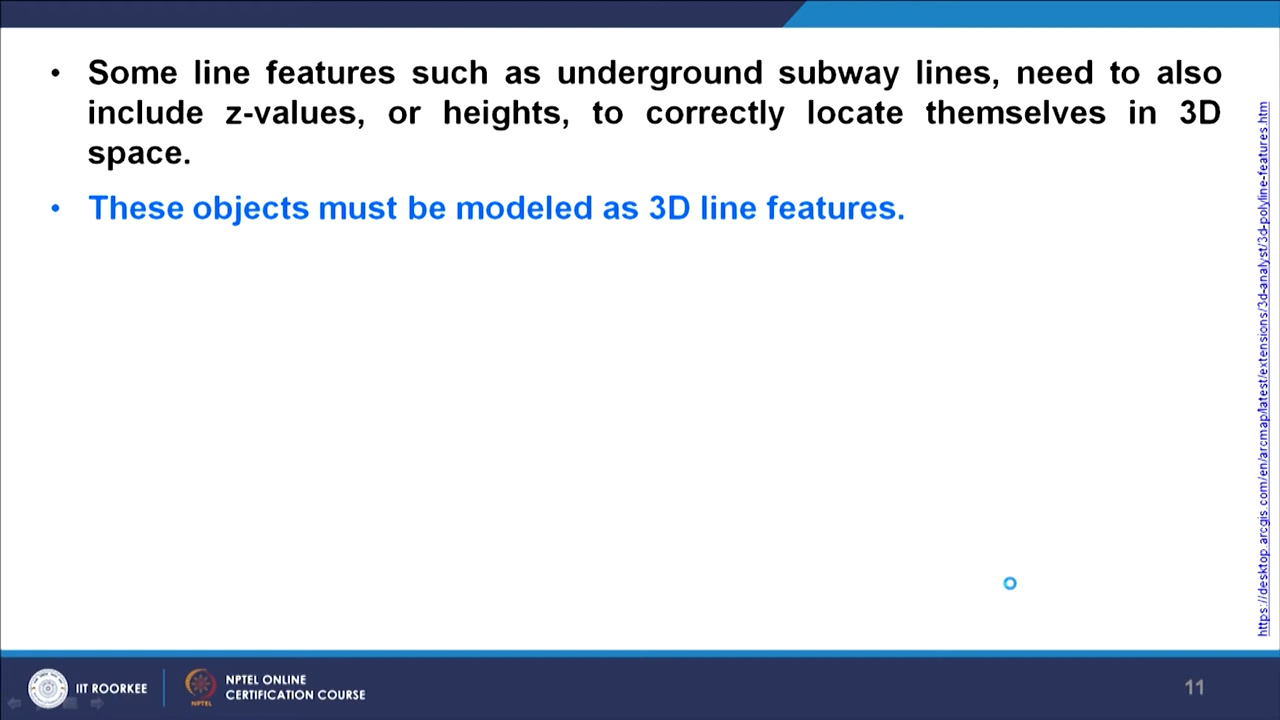 • Some line features such as underground subway lines, need to also
include z-values, or heights, to correctly locate themselves in 3D
space.
• These objects must be modeled as 3D line features.
https://desktop.arcgis.com/en/arcmap/latest/extensions/3d-analyst/3d-polyline-features.htm
IIT ROORKEE
NPTEL
NPTEL ONLINE
CERTIFICATION COURSE
11